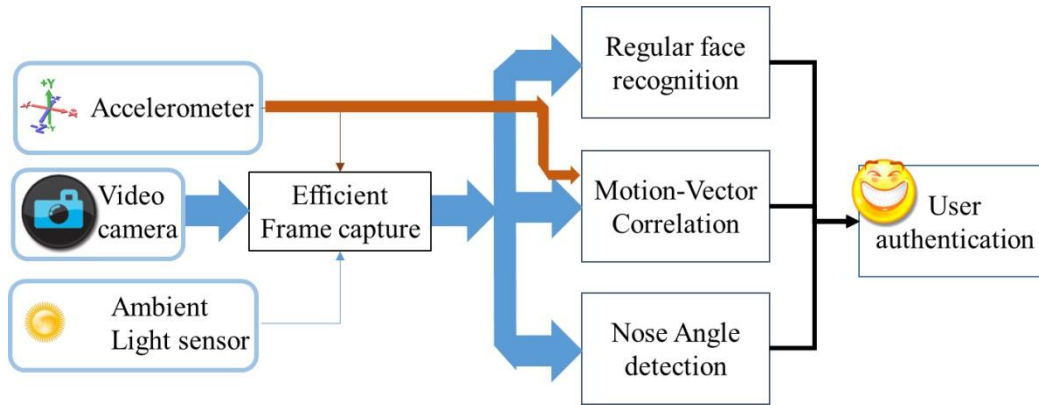 +Y
Accelerometer
Video
camera
Ambient
Light sensor
Efficient
Frame capture
Regular face
recognition
Motion-Vector
Correlation
Nose Angle
detection
User
authentication